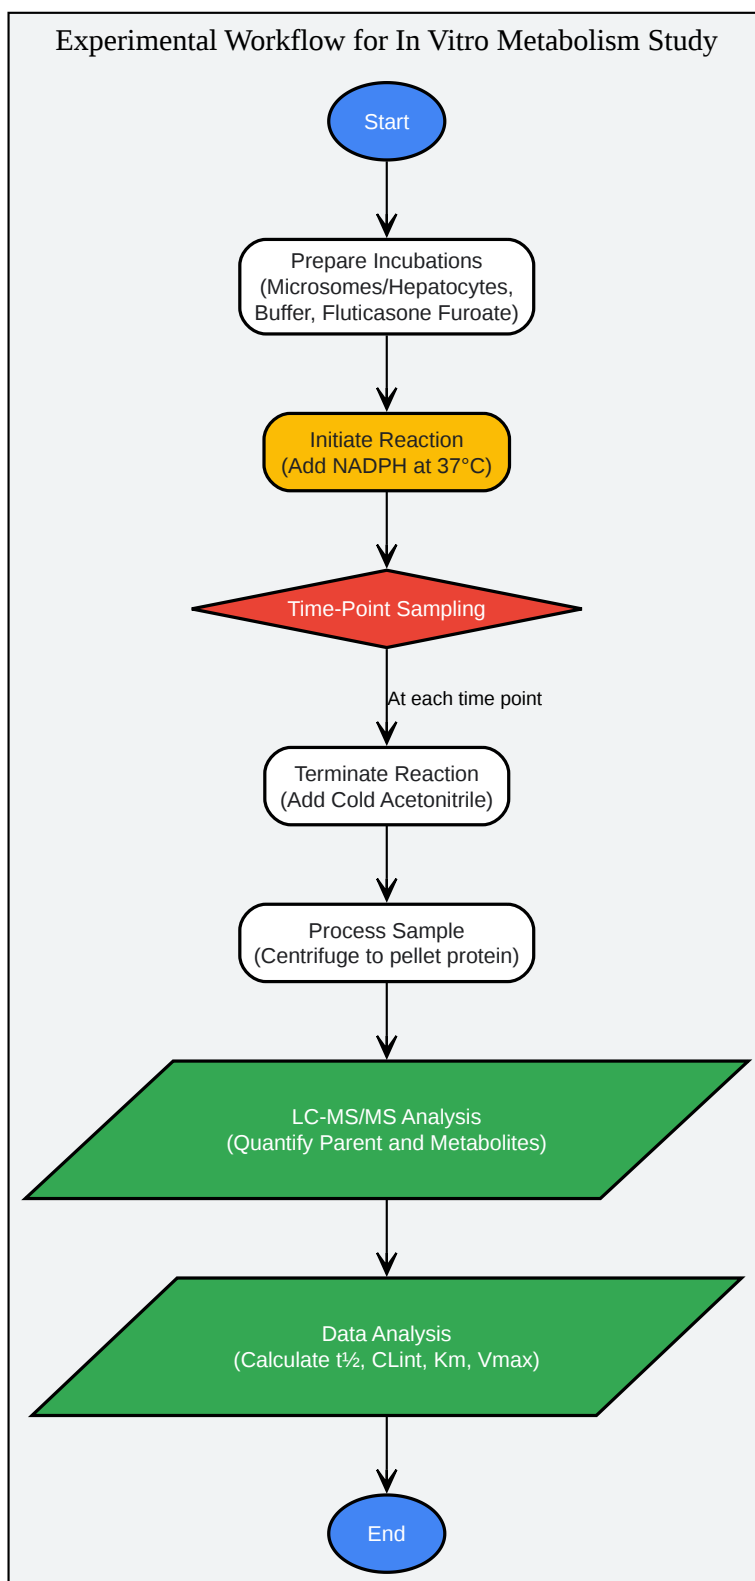 Experimental Workflow for In Vitro Metabolism Study
Start
Prepare Incubations
(Microsomes/Hepatocytes,
Buffer, Fluticasone Furoate)
Initiate Reaction
(Add NADPH at 37°C)
Time-Point Sampling
At each time point
Terminate Reaction
(Add Cold Acetonitrile)
Process Sample
(Centrifuge to pellet protein)
LC-MS/MS Analysis
(Quantify Parent and Metabolites)
Data Analysis
(Calculate t½, CLint, Km, Vmax)
End